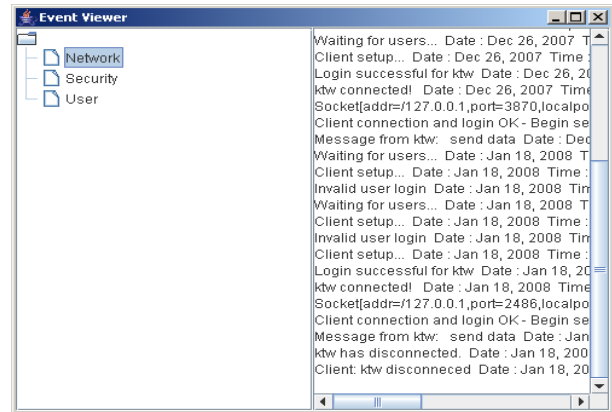 Event Viewer
Network
Security
User
Waiting for users... Date : Dec 26, 2007 T
Client setup... Date : Dec 26, 2007 Time :
Login successful for ktw Date : Dec 26, 20
ktw connected! Date : Dec 26, 2007 Time
Socket[addr=/127.0.0.1,port=3870,localpo
Client connection and login OK - Begin se
Message from ktw: send data Date : Dec
Waiting for users... Date : Jan 18, 2008 T
Client setup... Date : Jan 18, 2008 Time :
Invalid user login Date : Jan 18, 2008 Tim
Waiting for users... Date : Jan 18, 2008 T
Client setup... Date : Jan 18, 2008 Time :
Invalid user login Date : Jan 18, 2008 Tim
Client setup... Date : Jan 18, 2008 Time :
Login successful for ktw Date : Jan 18, 20
ktw connected! Date : Jan 18, 2008 Time
Socket[addr=/127.0.0.1,port=2486,localpo
Client connection and login OK - Begin se
Message from ktw: send data Date : Jan
ktw has disconnected. Date : Jan 18, 200
Client: ktw disconneced Date : Jan 18, 20